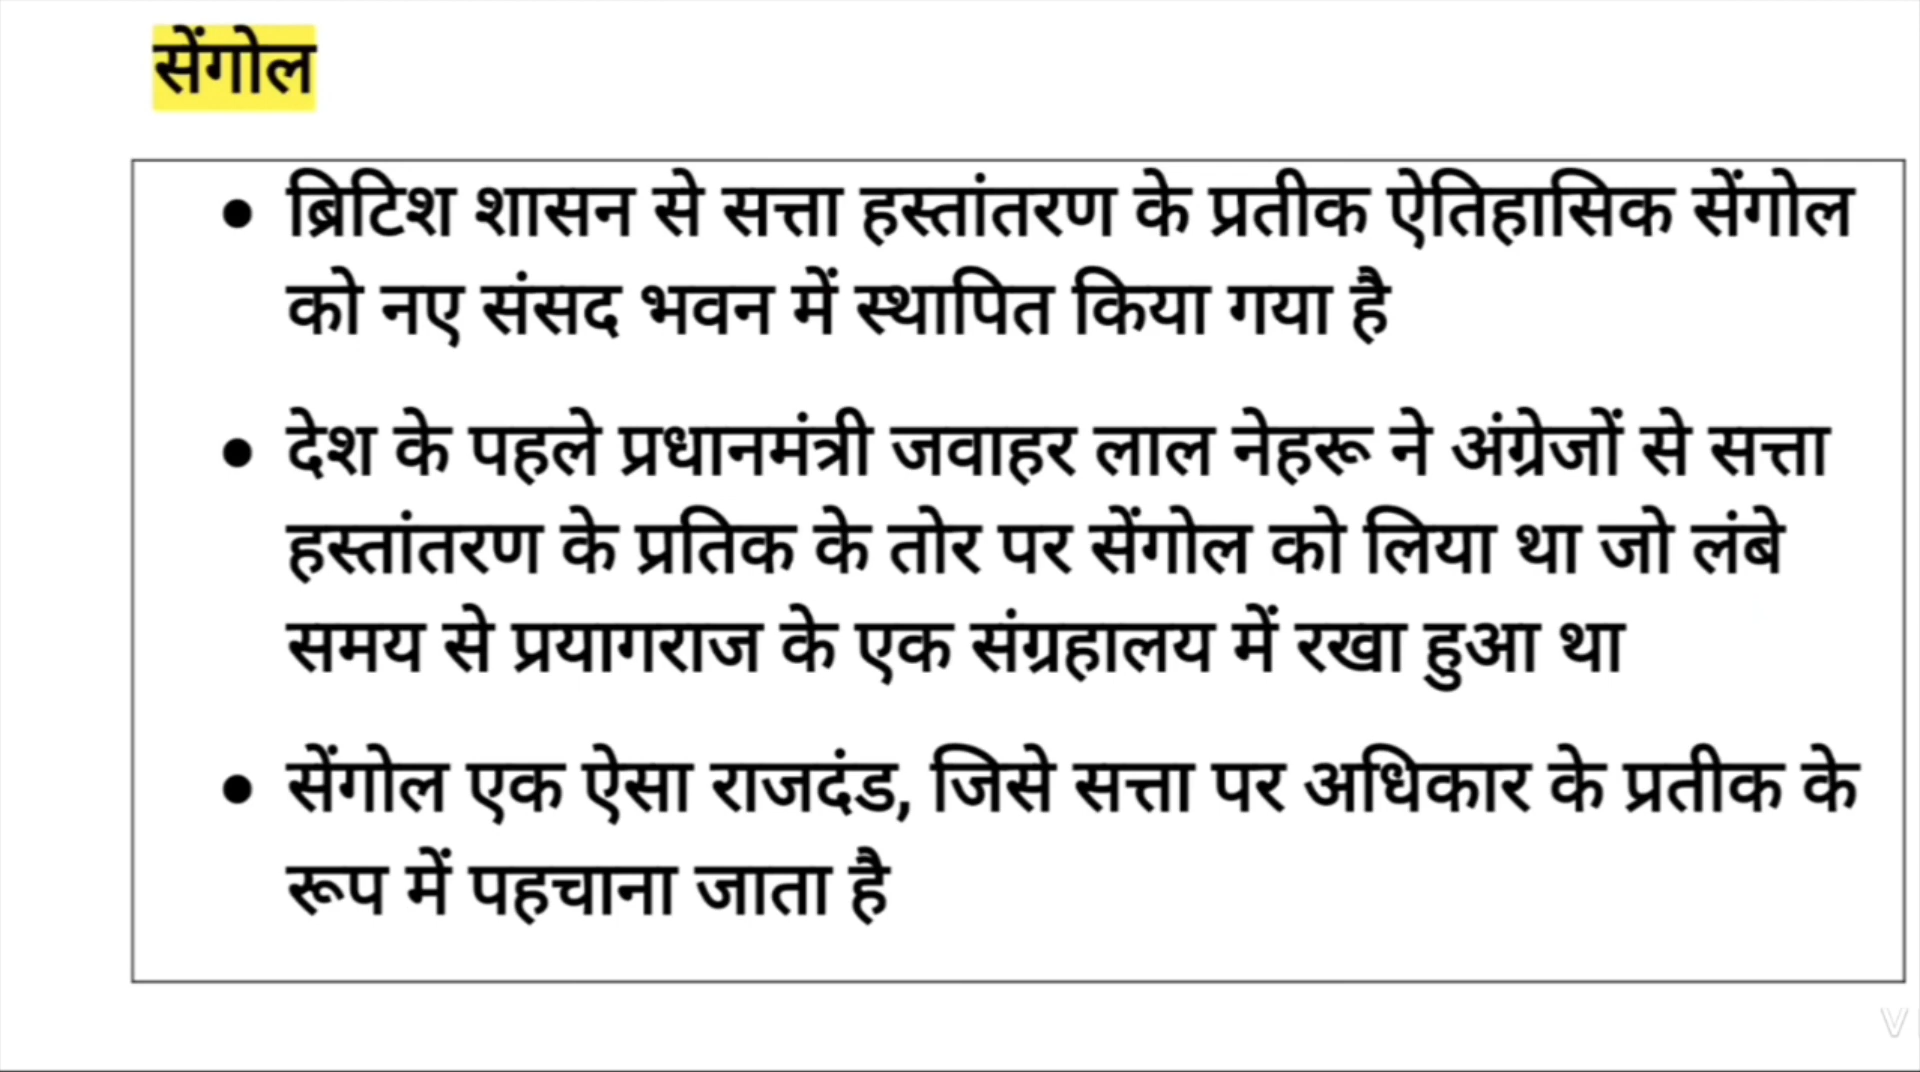 सेंगोल
• ब्रिटिश शासन से सत्ता हस्तांतरण के प्रतीक ऐतिहासिक सेंगोल
को नए संसद भवन में स्थापित किया गया है
• देश के पहले प्रधानमंत्री जवाहर लाल नेहरू ने अंग्रेजों से सत्ता
हस्तांतरण के प्रतिक के तोर पर सेंगोल को लिया था जो लंबे
समय से प्रयागराज के एक संग्रहालय में रखा हुआ था
• सेंगोल एक ऐसा राजदंड, जिसे सत्ता पर अधिकार के प्रतीक के
रूप में पहचाना जाता है
V